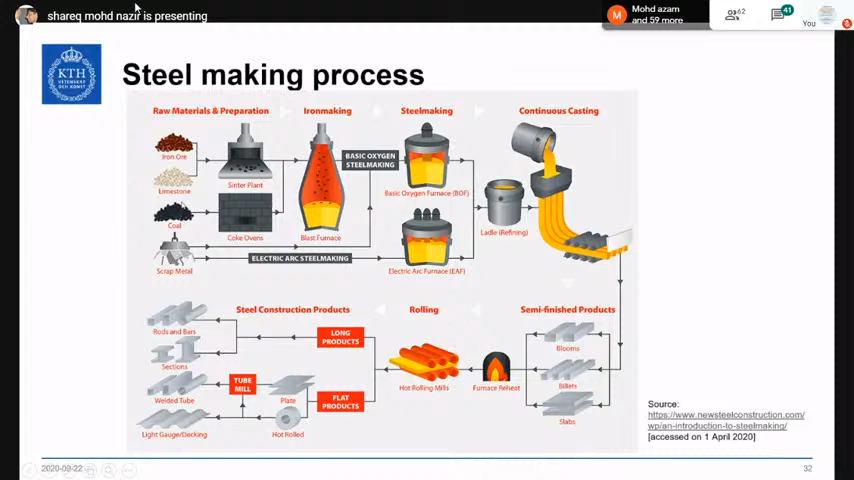 shareq mohd nazir is presenting
Mohd azam
and 59 more
M
62
41
You
KTH
VETENSKAP
OCH KONST
Steel making process
Raw Materials & Preparation
Ironmaking
Steelmaking
Continuous Casting
Iron Ore
Limestone
Coal
Scrap Metal
Sinter Plant
Coke Ovens
Blast Furnace
BASIC OXYGEN
STEELMAKING
ELECTRIC ARC STEELMAKING
Basic Oxygen Furnace (BOF)
Electric Arc Furnace (EAF)
Ladle (Refining)
Steel Construction Products
Rolling
Semi-finished Products
Rods and Bars
Sections
Welded Tube
Light Gauge/Decking
TUBE
MILL
Plate
Hot Rolled
LONG
PRODUCTS
FLAT
PRODUCTS
Hot Rolling Mills
Furnace Reheat
Blooms
Billets
Slabs
Source:
https://www.newsteelconstruction.com/
wp/an-introduction-to-steelmaking/
[accessed on 1 April 2020]
2020-09-22
32